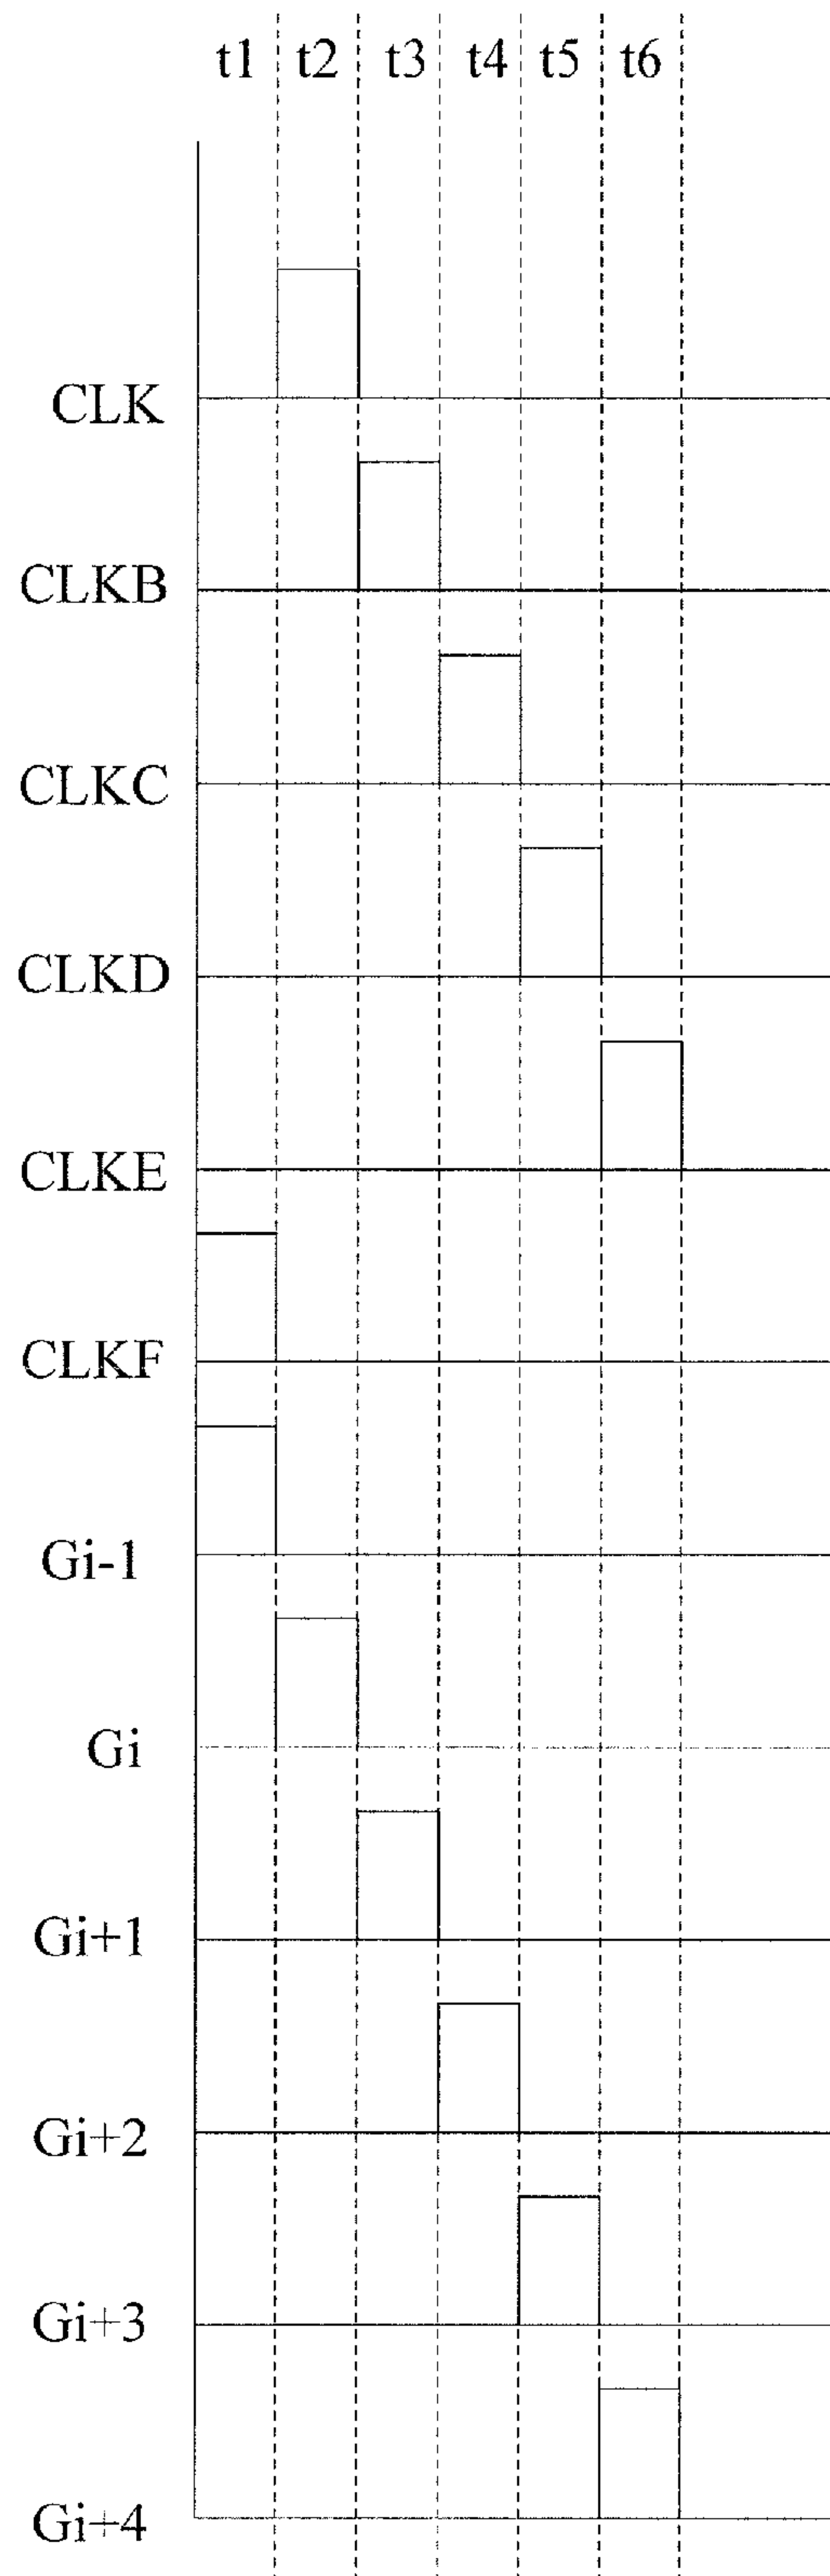 t1 t2 t3 t4 t5 t6
CLK
CLKB
CLKC
CLKD
CLKE
CLKF
Gi-1
Gi
Gi+1
Gi+2
Gi+3
Gi+4